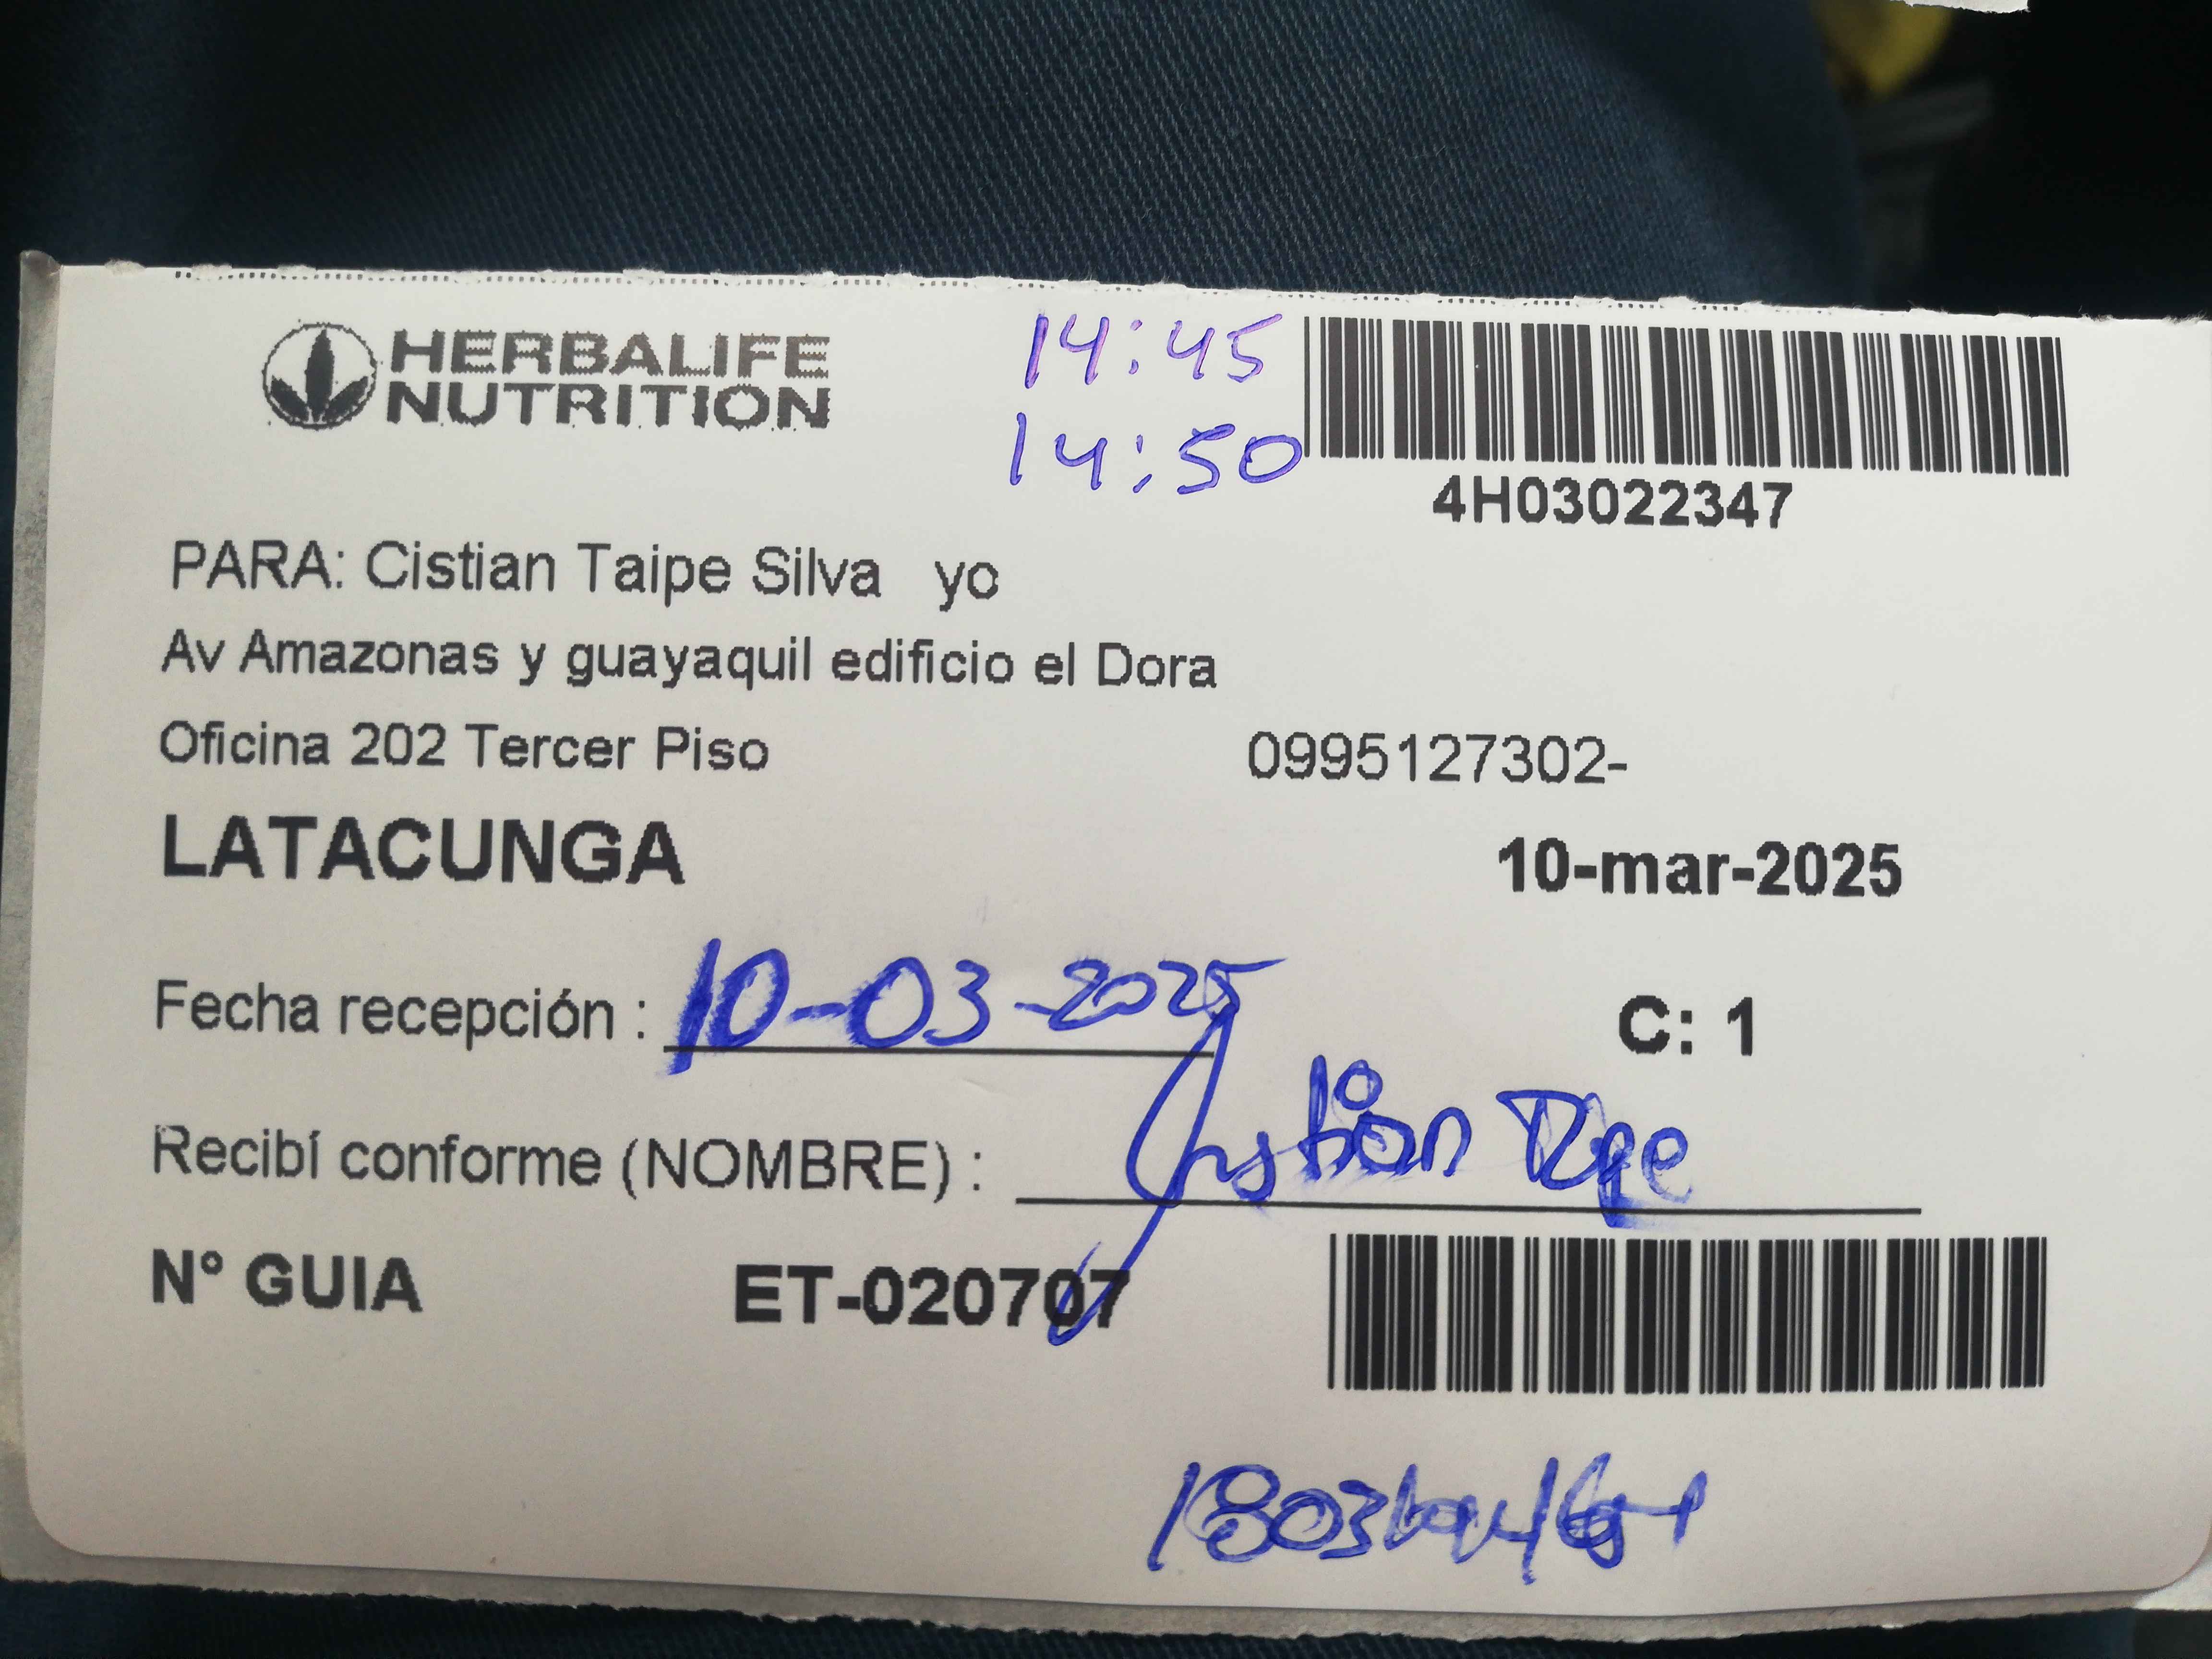 HERBALIFE
NUTRITION
14:45
14:50
4H03022347
PARA: Cistian Taipe Silva yo
Av Amazonas y guayaquil edificio el Dora
Oficina 202 Tercer Piso 0995127302-
LATACUNGA 10-mar-2025
Fecha recepción : 10-03-2025
C: 1
Recibí conforme (NOMBRE) : Cristian
N° GUIA ET-020707